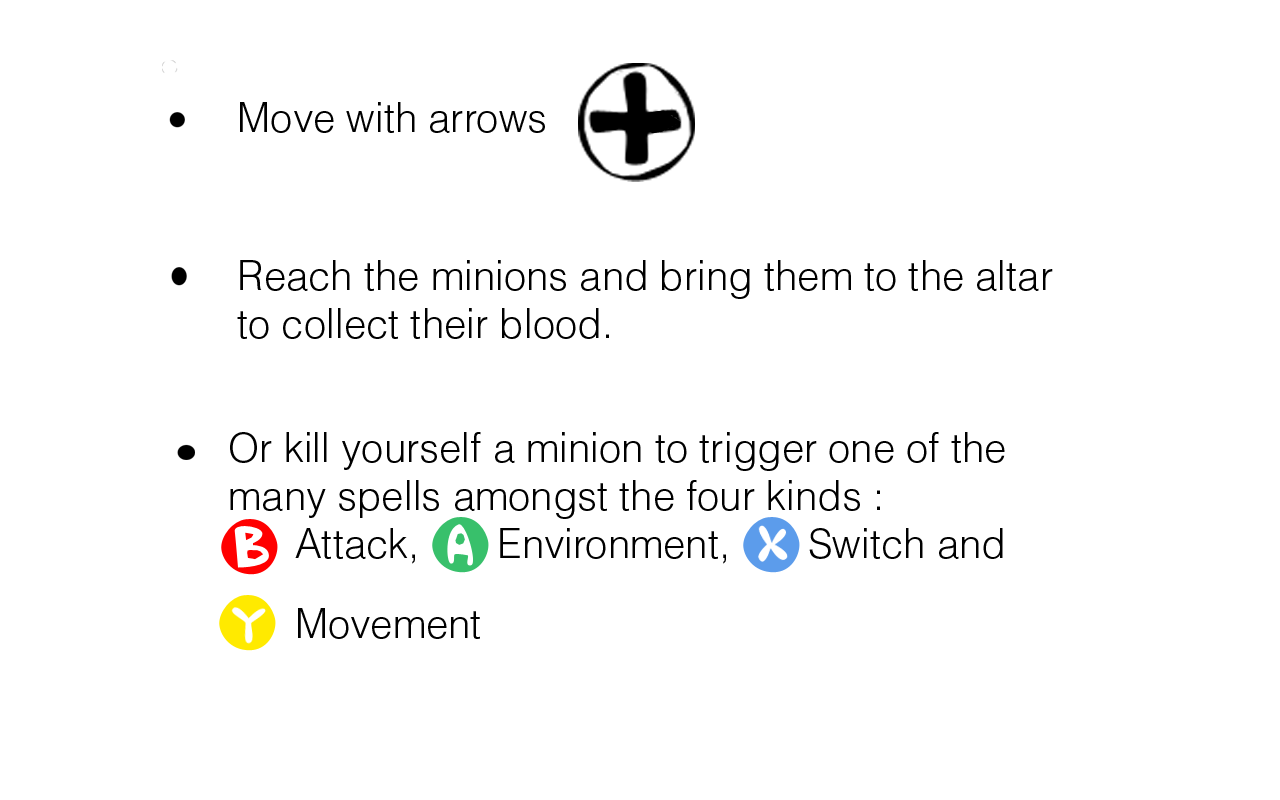 • Move with arrows
• Reach the minions and bring them to the altar
to collect their blood.
• Or kill yourself a minion to trigger one of the
many spells amongst the four kinds :
B Attack, A Environment, X Switch and
Y Movement